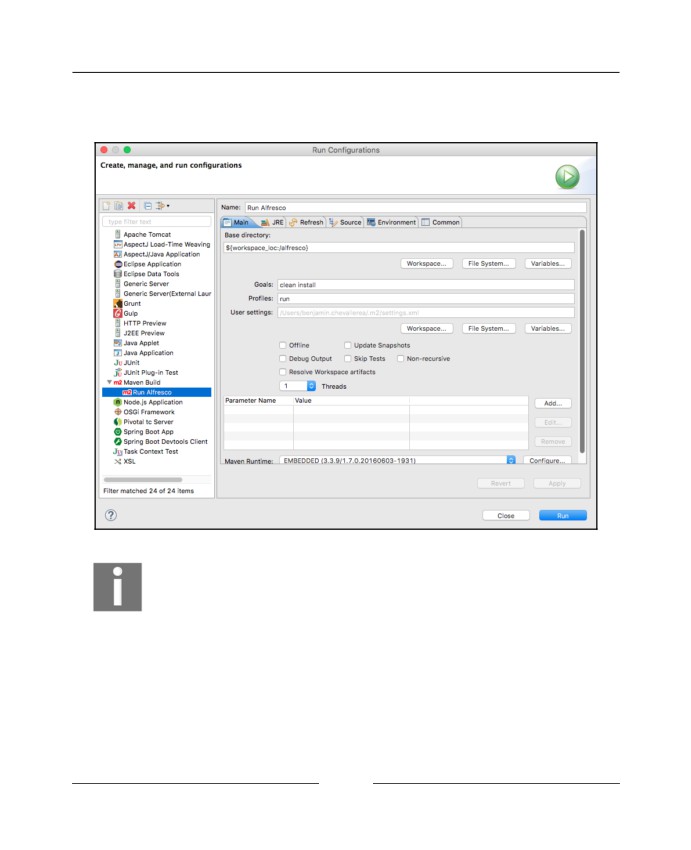 Run Configurations
Create, manage, and run configurations
Name: Run Alfresco
type filter text
Main JRE Refresh Source Environment Common
Apache Tomcat
AspectJ Load-Time Weaving
AspectJ/Java Application
Eclipse Application
Eclipse Data Tools
Generic Server
Generic Server(External Laur
Grunt
Gulp
HTTP Preview
J2EE Preview
Java Applet
Java Application
Ju JUnit
JUnit Plug-in Test
m2 Maven Build
m2 Run Alfresco
Node.js Application
OSGi Framework
Pivotal tc Server
Spring Boot App
Spring Boot Devtools Client
Task Context Test
XSL
Filter matched 24 of 24 items
Base directory:
${workspace_loc:/alfresco}
Workspace... File System... Variables...
Goals: clean install
Profiles: run
User settings: /Users/benjamin.chevallereau/.m2/settings.xml
Workspace... File System... Variables...
Offline Update Snapshots
Debug Output Skip Tests Non-recursive
Resolve Workspace artifacts
1 Threads
Parameter Name Value
Add...
Edit...
Remove
Maven Runtime: EMBEDDED (3.3.9/1.7.0.20160603-1931) Configure...
Revert Apply
? Close Run
i